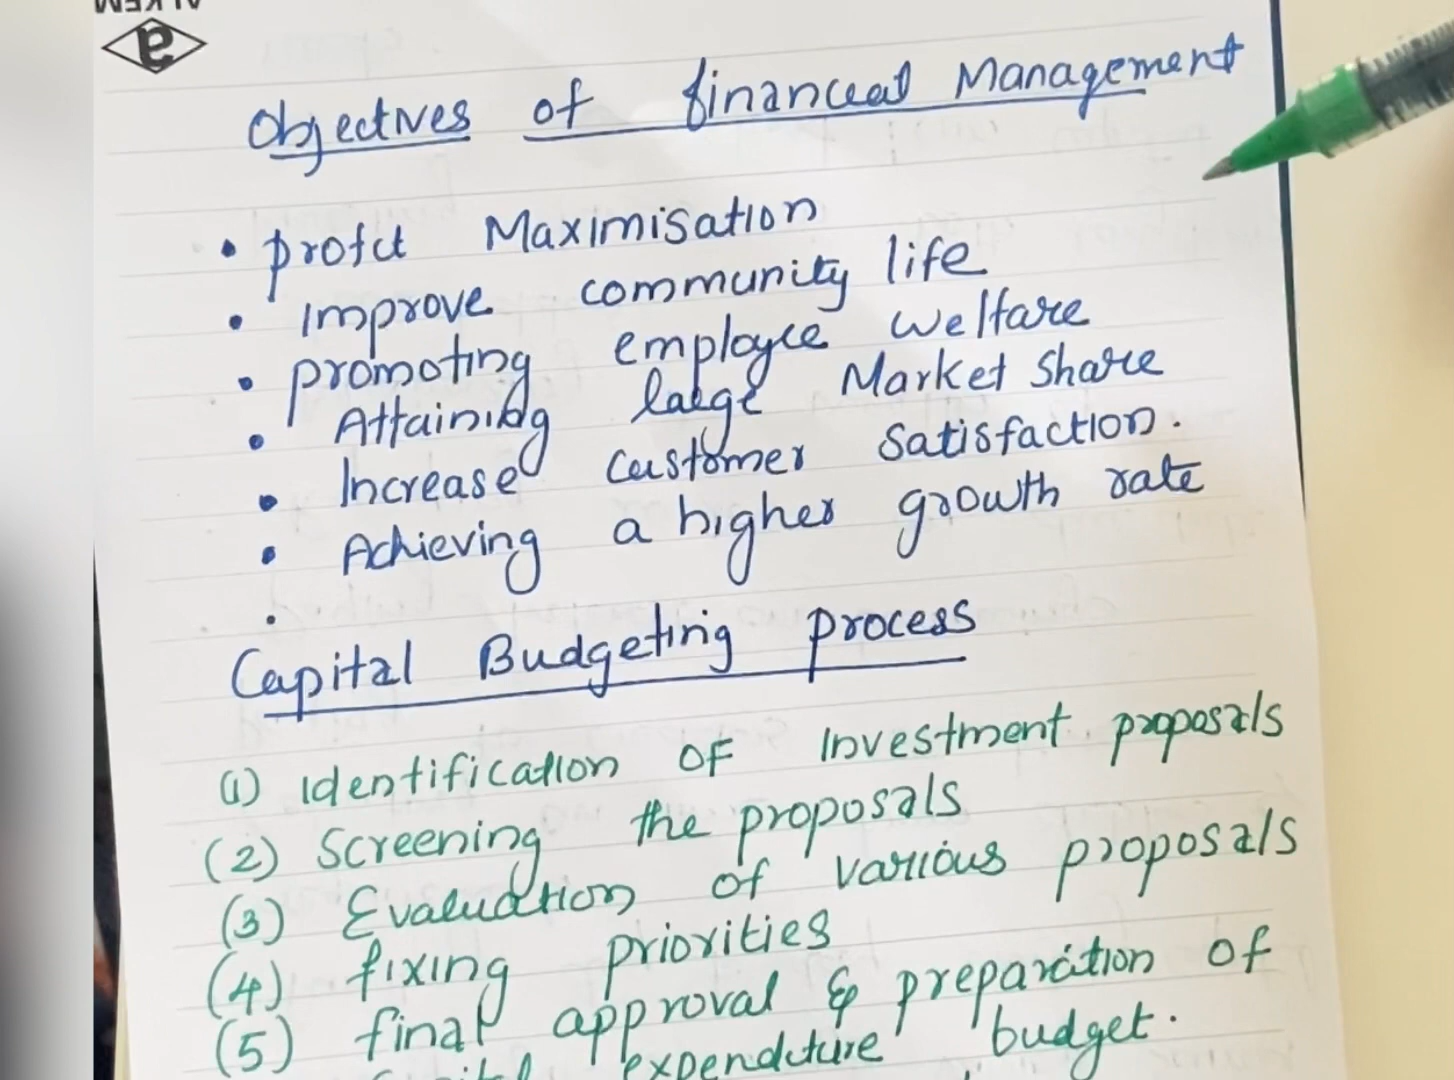 ALKEM
a
Objectives of financial Management
• profit Maximisation
• Improve community life
• promoting employee welfare
• Attaining large Market share
• Increase customer satisfaction.
• Achieving a higher growth rate
•
Capital Budgeting process
(1) Identification of Investment proposals
(2) Screening the proposals
(3) Evaluation of various proposals
(4) fixing priorities
(5) final approval & preparation of
capital expenditure budget.